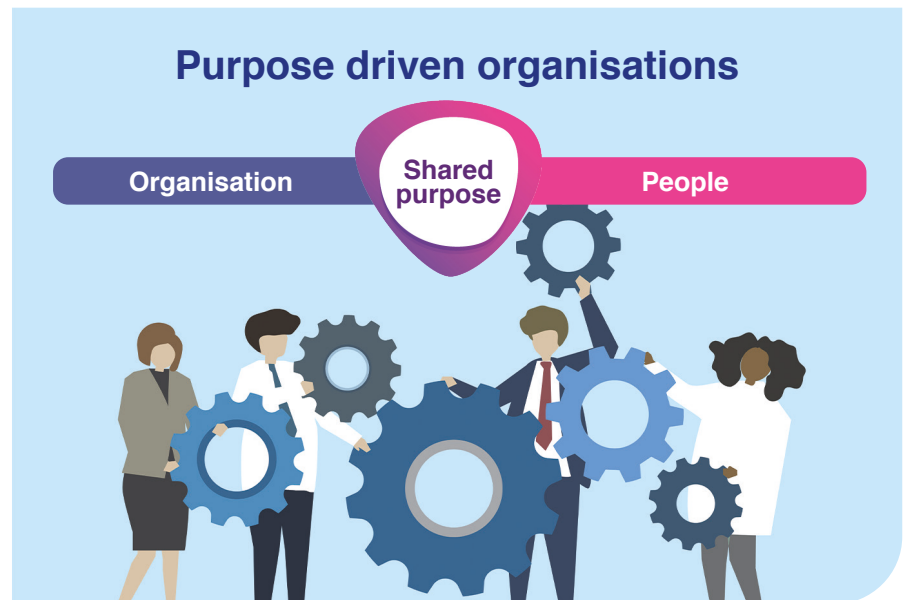 Purpose driven organisations
Organisation
Shared
purpose
People